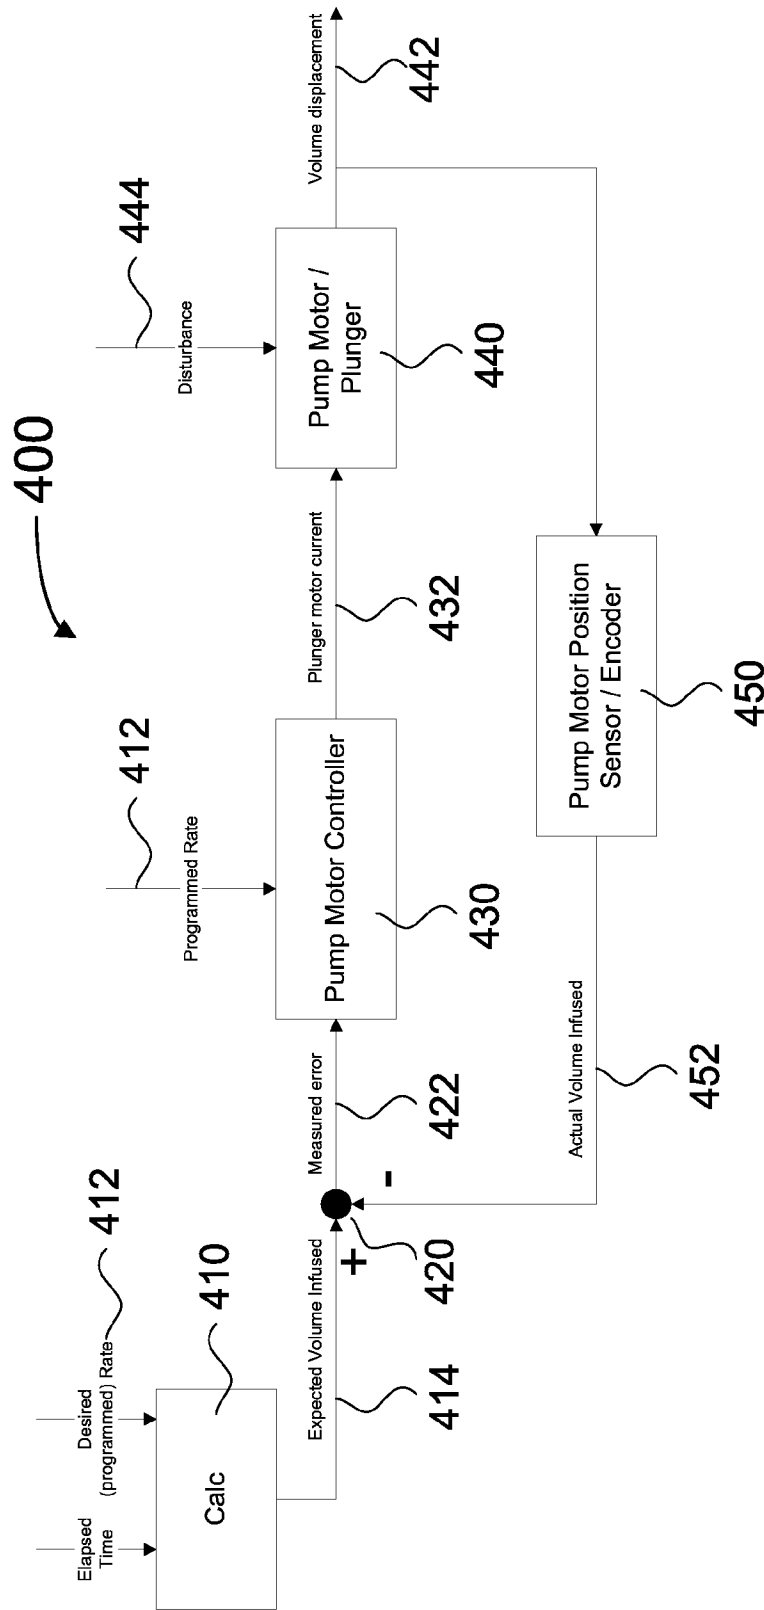 400
Elapsed
Time
Desired
(programmed) Rate
412
Calc
410
Expected Volume Infused
414
+
-
420
Measured error
422
Programmed Rate
412
Pump Motor Controller
430
Plunger motor current
432
Disturbance
444
Pump Motor /
Plunger
440
Volume displacement
442
Pump Motor Position
Sensor / Encoder
450
Actual Volume Infused
452